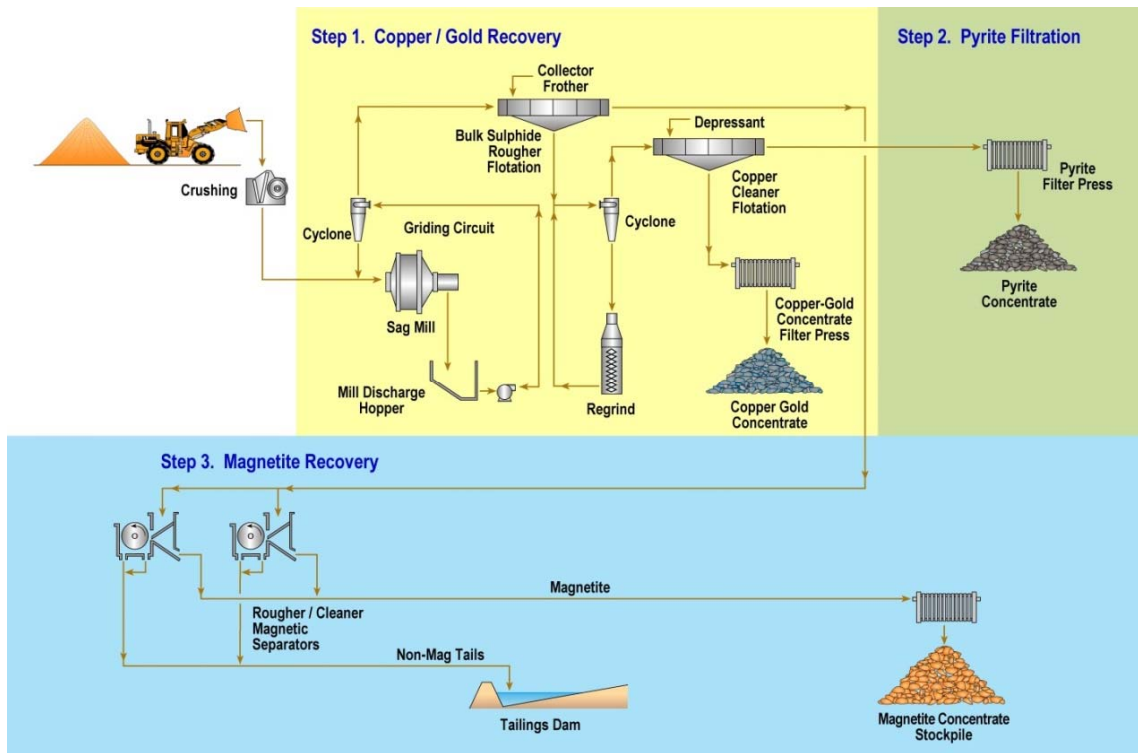 Step 1. Copper / Gold Recovery
Step 2. Pyrite Filtration
Collector
Frother
Depressant
Bulk Sulphide
Rougher
Flotation
Crushing
Copper
Cleaner
Flotation
Pyrite
Filter Press
Cyclone
Griding Circuit
Cyclone
Sag Mill
Pyrite
Concentrate
Copper-Gold
Concentrate
Filter Press
Mill Discharge
Hopper
Regrind
Copper Gold
Concentrate
Step 3. Magnetite Recovery
Magnetite
Rougher / Cleaner
Magnetic
Separators
Non-Mag Tails
Tailings Dam
Magnetite Concentrate
Stockpile